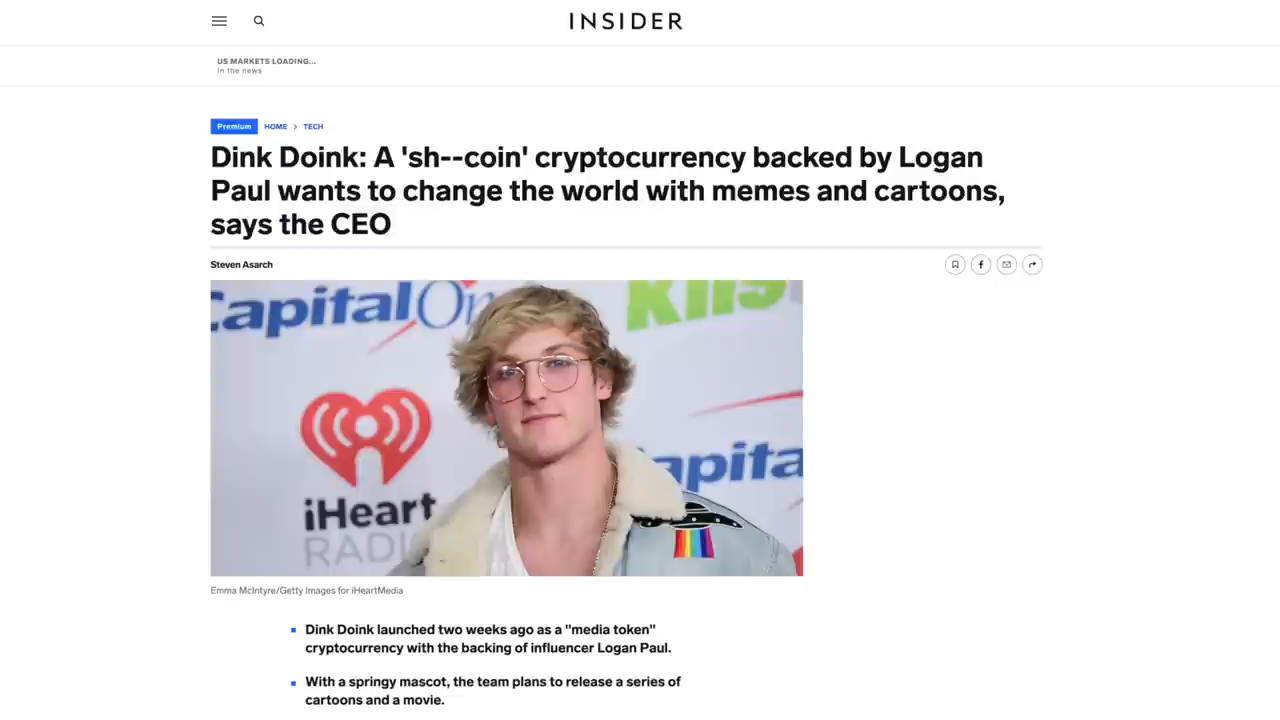 INSIDER
US MARKETS LOADING...
In the news
Premium HOME > TECH
Dink Doink: A 'sh--coin' cryptocurrency backed by Logan
Paul wants to change the world with memes and cartoons,
says the CEO
Steven Asarch
CapitalOn
KIIS
iHeart
RADI
apita
Emma McIntyre/Getty Images for iHeartMedia
Dink Doink launched two weeks ago as a "media token"
cryptocurrency with the backing of influencer Logan Paul.
With a springy mascot, the team plans to release a series of
cartoons and a movie.